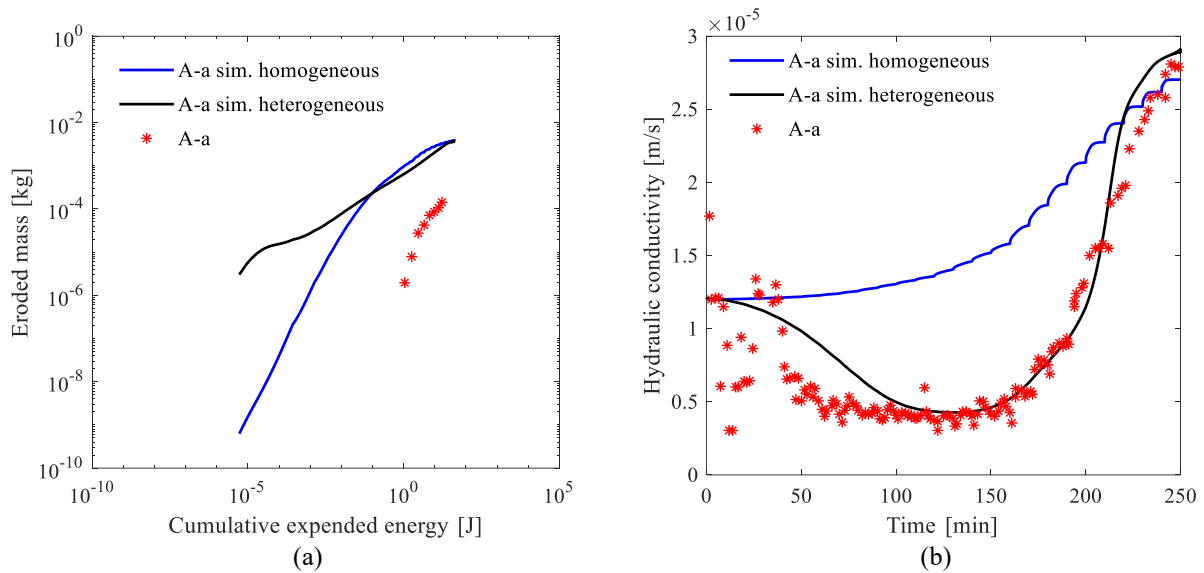 A-a sim. homogeneous
A-a sim. heterogeneous
A-a
10^0
10^-2
10^-4
10^-6
10^-8
10^-10
Eroded mass [kg]
10^-10
10^-5
10^0
10^5
Cumulative expended energy [J]
(a)
×10^-5
A-a sim. homogeneous
A-a sim. heterogeneous
A-a
3
2.5
2
1.5
1
0.5
0
Hydraulic conductivity [m/s]
0
50
100
150
200
250
Time [min]
(b)